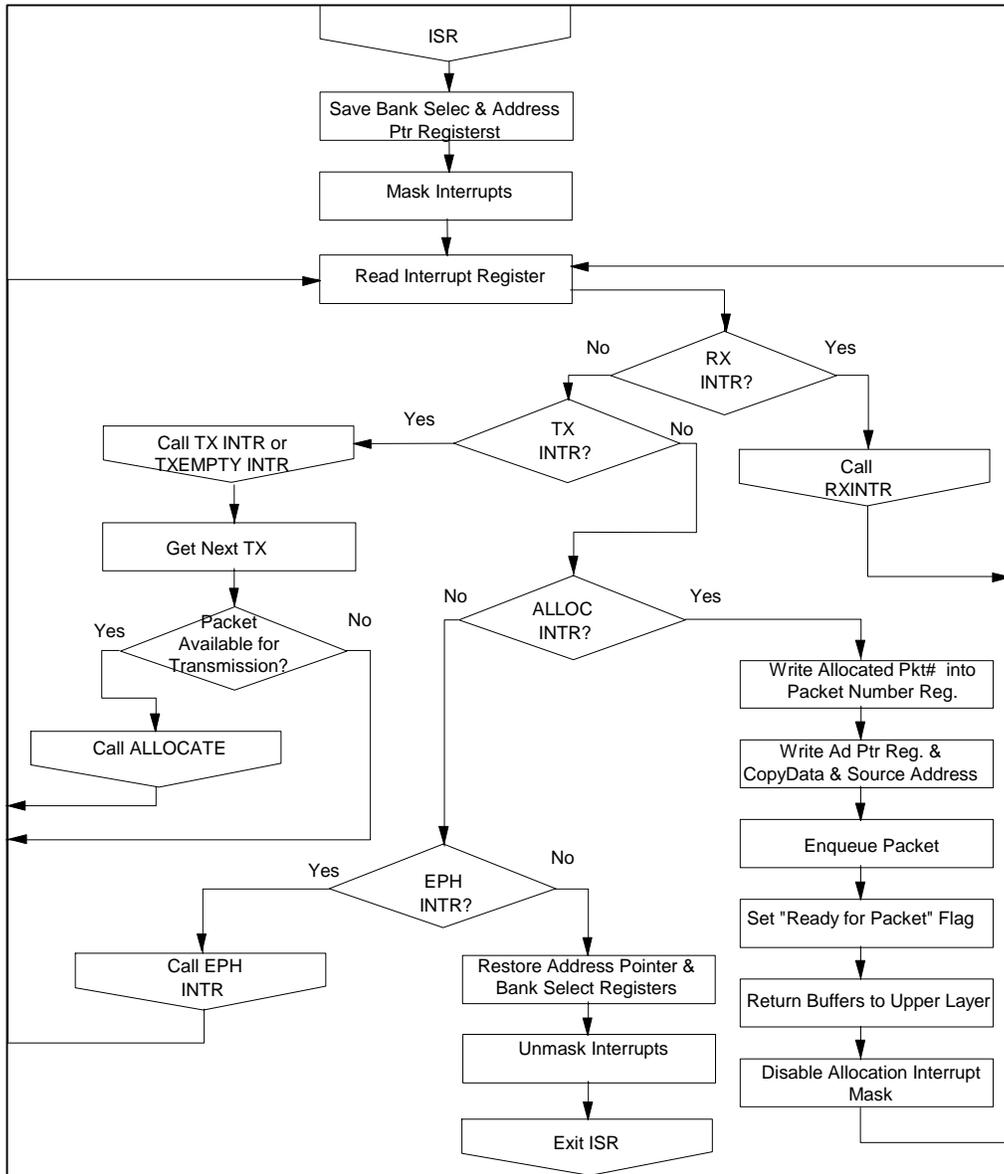 ISR
Save Bank Selec & Address
Ptr Registerst
Mask Interrupts
Read Interrupt Register
No
RX
INTR?
Yes
Yes
TX
INTR?
No
Call TX INTR or
TXEMPTY INTR
Call
RXINTR
Get Next TX
No
ALLOC
INTR?
Yes
Yes
Packet
Available for
Transmission?
No
Write Allocated Pkt# into
Packet Number Reg.
Call ALLOCATE
Write Ad Ptr Reg. &
CopyData & Source Address
Enqueue Packet
Yes
EPH
INTR?
No
Set "Ready for Packet" Flag
Call EPH
INTR
Restore Address Pointer &
Bank Select Registers
Return Buffers to Upper Layer
Unmask Interrupts
Disable Allocation Interrupt
Mask
Exit ISR